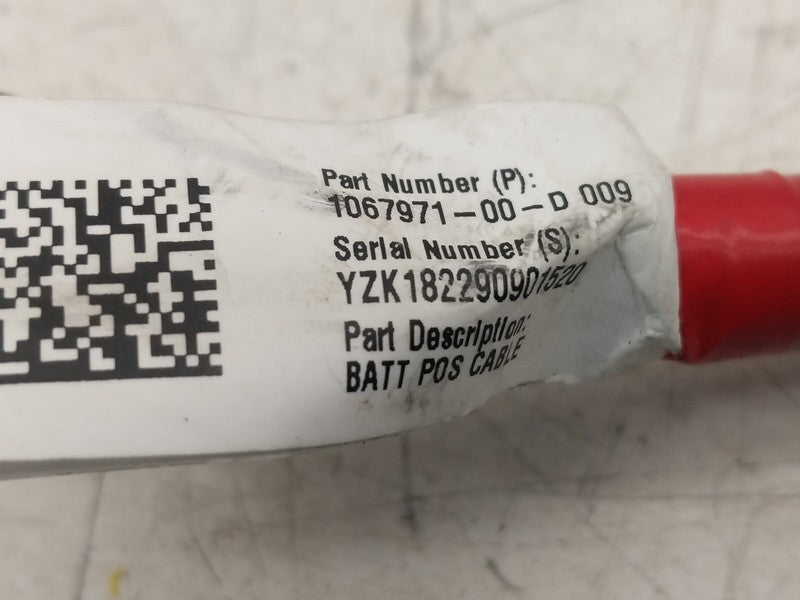 Part Number (P):
1067971-00-D 009
Serial Number (S):
YZK182290901520
Part Description:
BATT POS CABLE